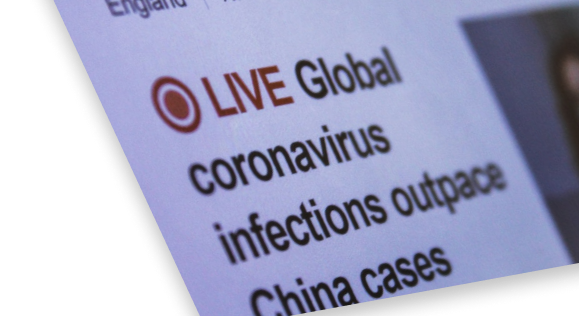 England
LIVE Global
coronavirus
infections outpace
China cases